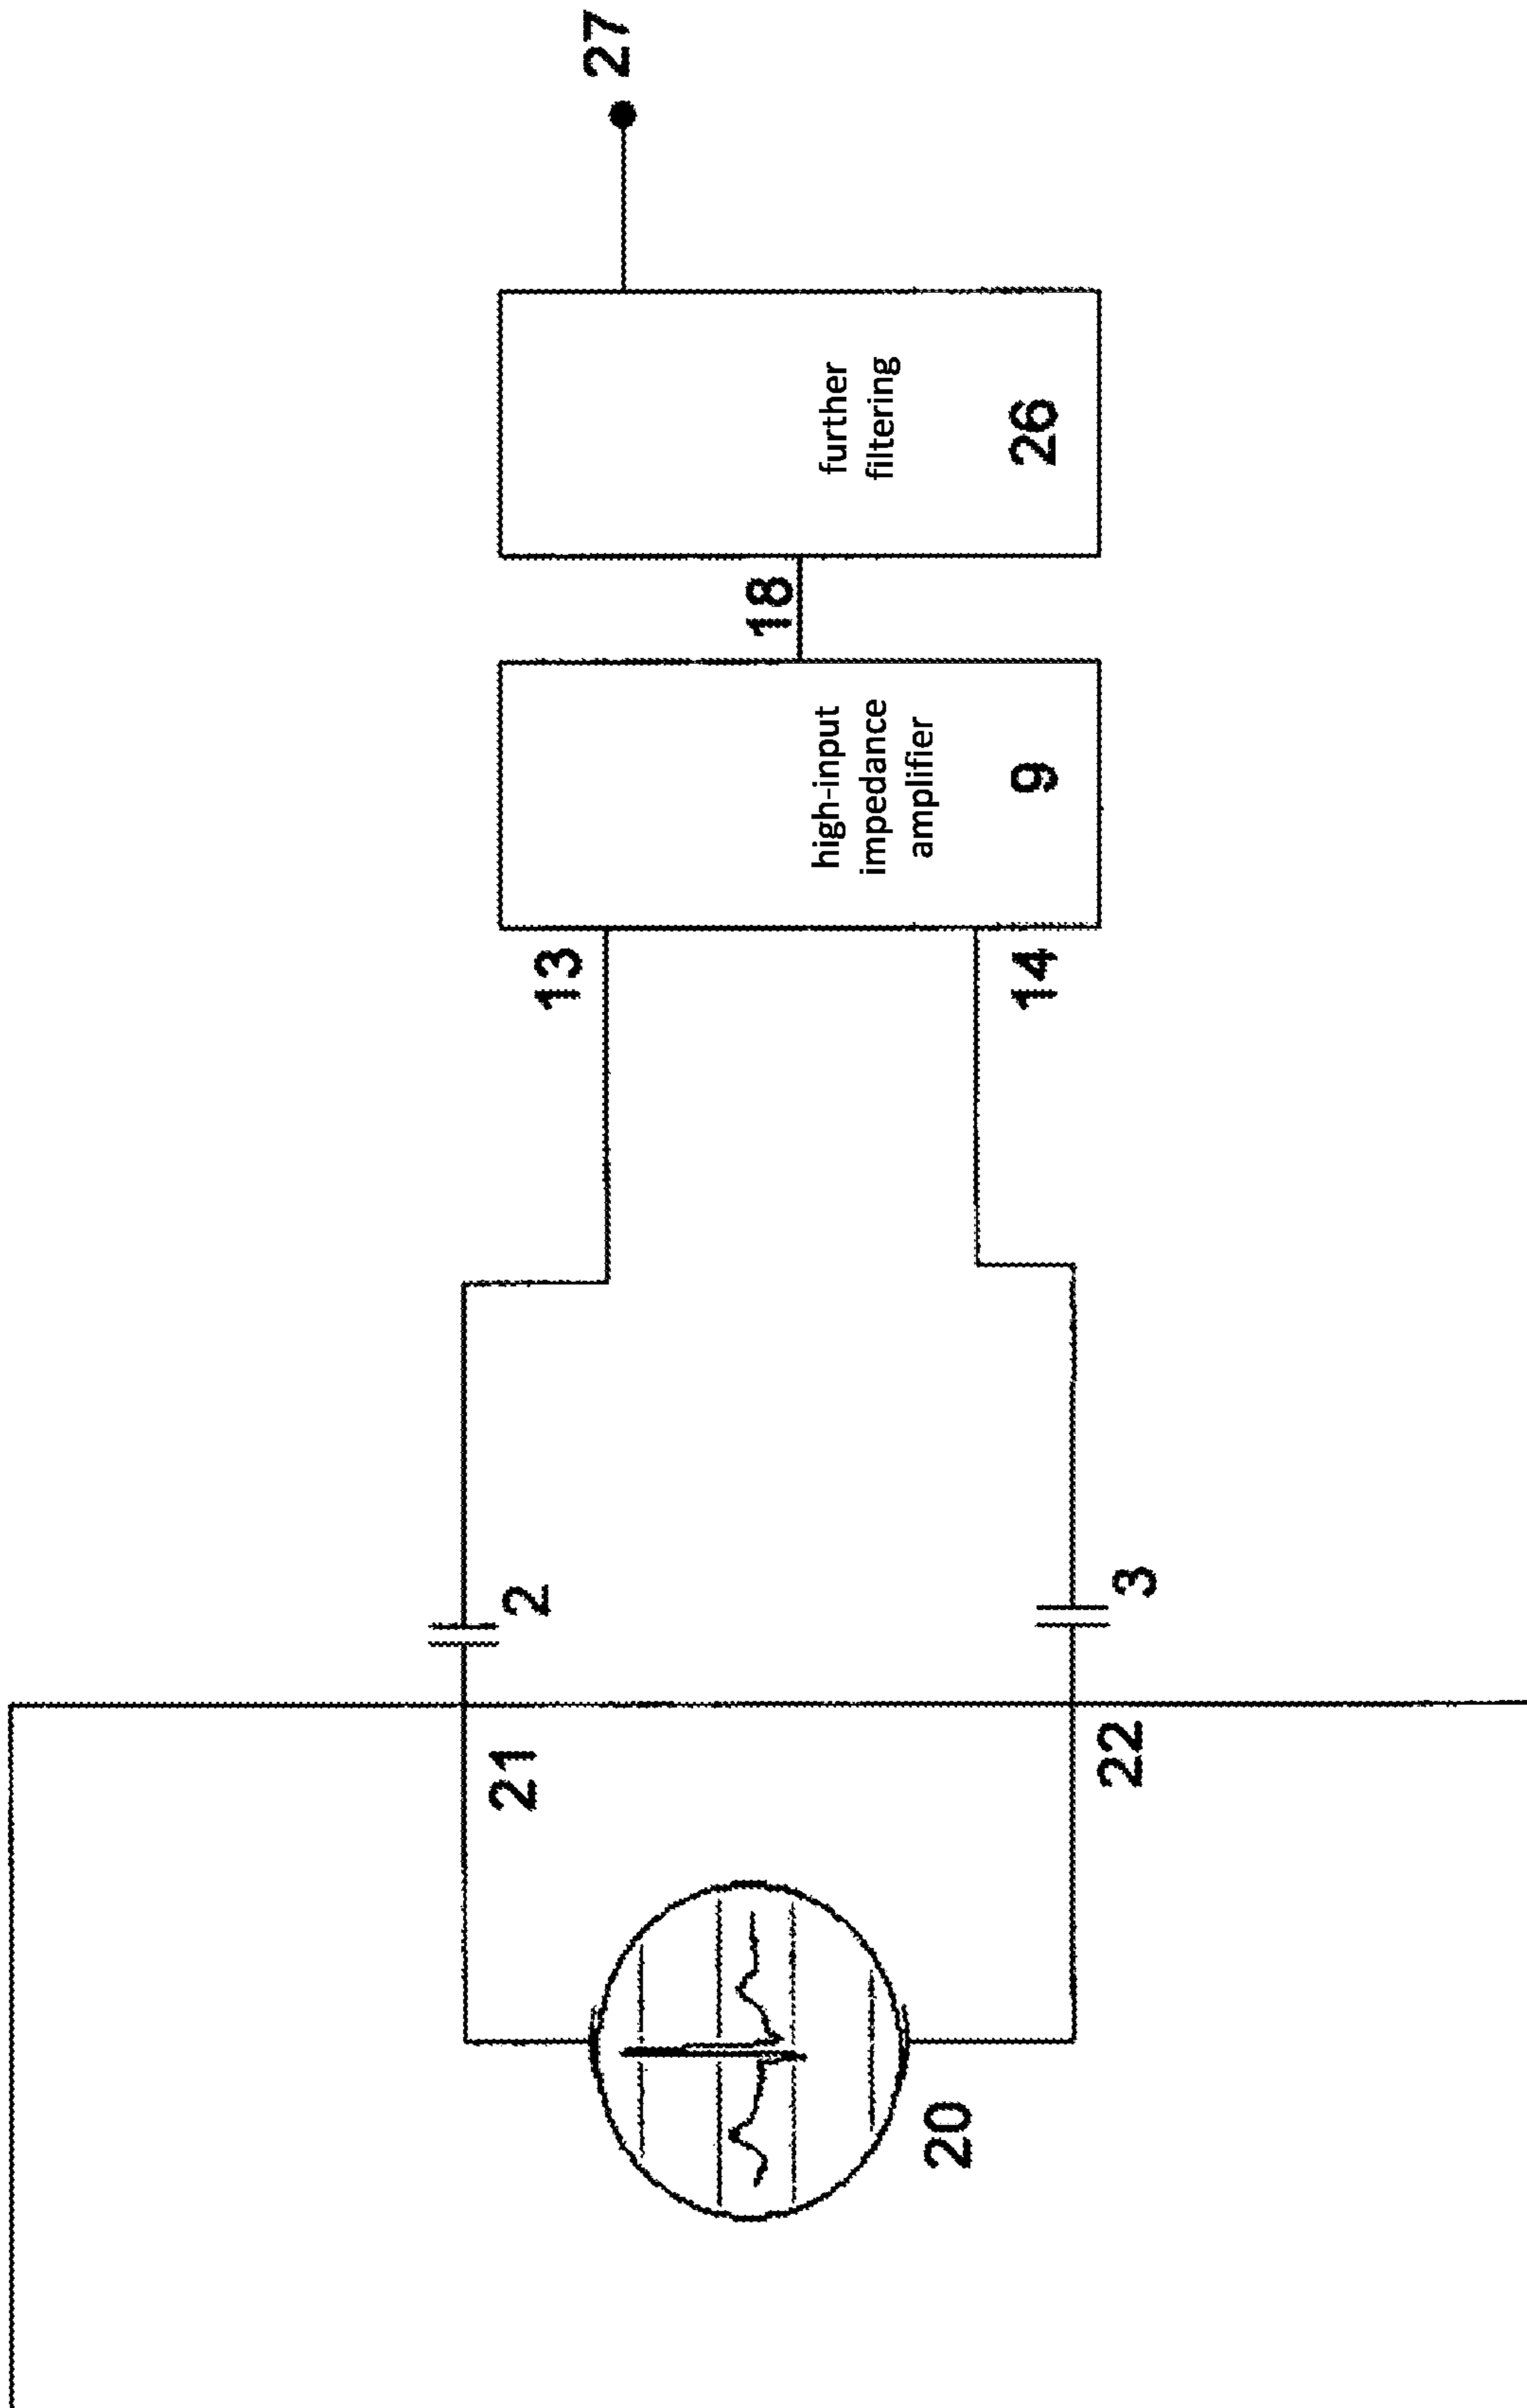 27
further
filtering
26
18
high-input
impedance
amplifier
9
13
14
2
3
21
22
20